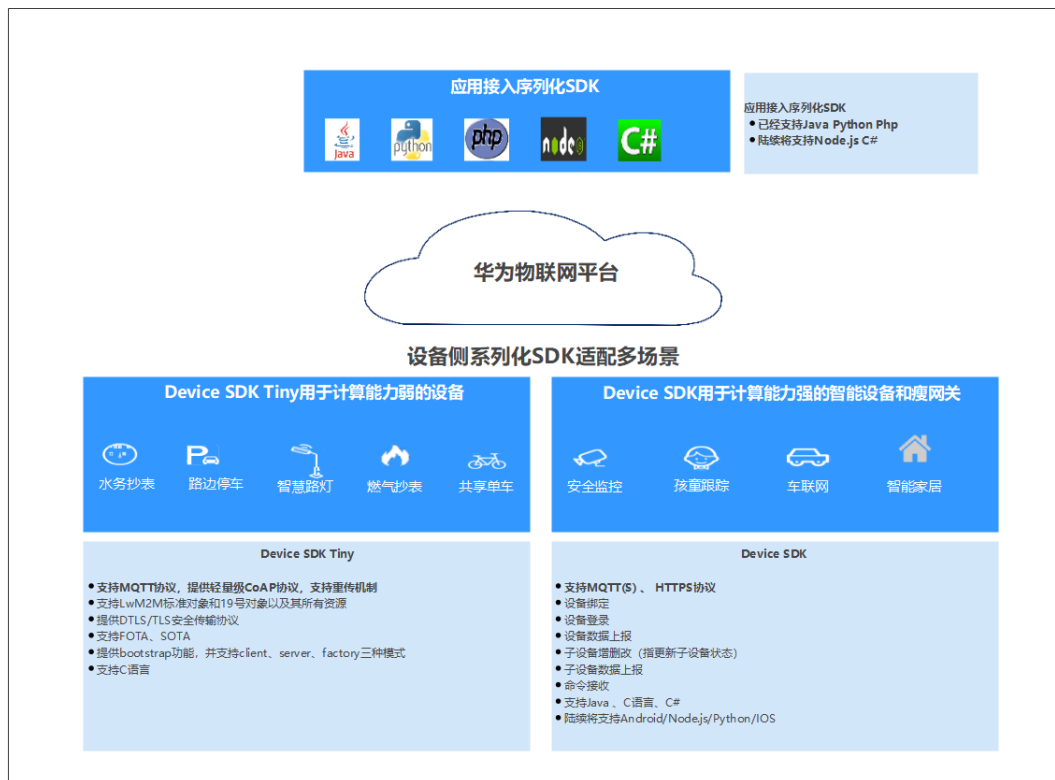 应用接入序列化SDK
Java
python
php
node
C#
应用接入序列化SDK
●已经支持Java Python Php
●陆续将支持Node.js C#
华为物联网平台
设备侧系列化SDK适配多场景
Device SDK Tiny用于计算能力弱的设备
P
水务抄表 路边停车 智慧路灯 燃气抄表 共享单车
Device SDK用于计算能力强的智能设备和瘦网关
安全监控 孩童跟踪 车联网 智能家居
Device SDK Tiny
●支持MQTT协议，提供轻量级CoAP协议，支持重传机制
●支持LwM2M标准对象和19号对象以及其所有资源
●提供DTLS/TLS安全传输协议
●支持FOTA、SOTA
●提供bootstrap功能，并支持client、server、factory三种模式
●支持C语言
Device SDK
●支持MQTT(S) 、 HTTPS协议
●设备绑定
●设备登录
●设备数据上报
●子设备增删改（指更新子设备状态）
●子设备数据上报
●命令接收
●支持Java 、C语言、C#
●陆续将支持Android/Node.js/Python/IOS